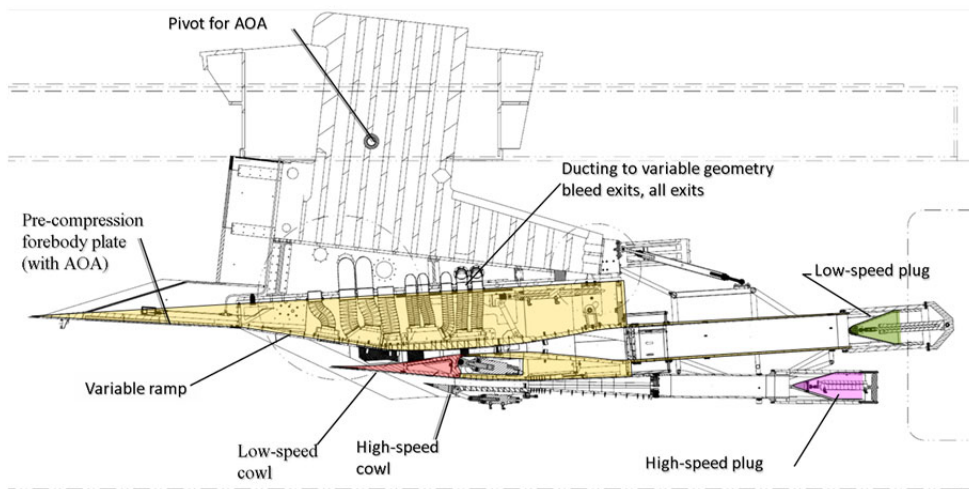 Pivot for AOA
Ducting to variable geometry
bleed exits, all exits
Pre-compression
forebody plate
(with AOA)
Low-speed plug
Variable ramp
Low-speed
cowl
High-speed
cowl
High-speed plug